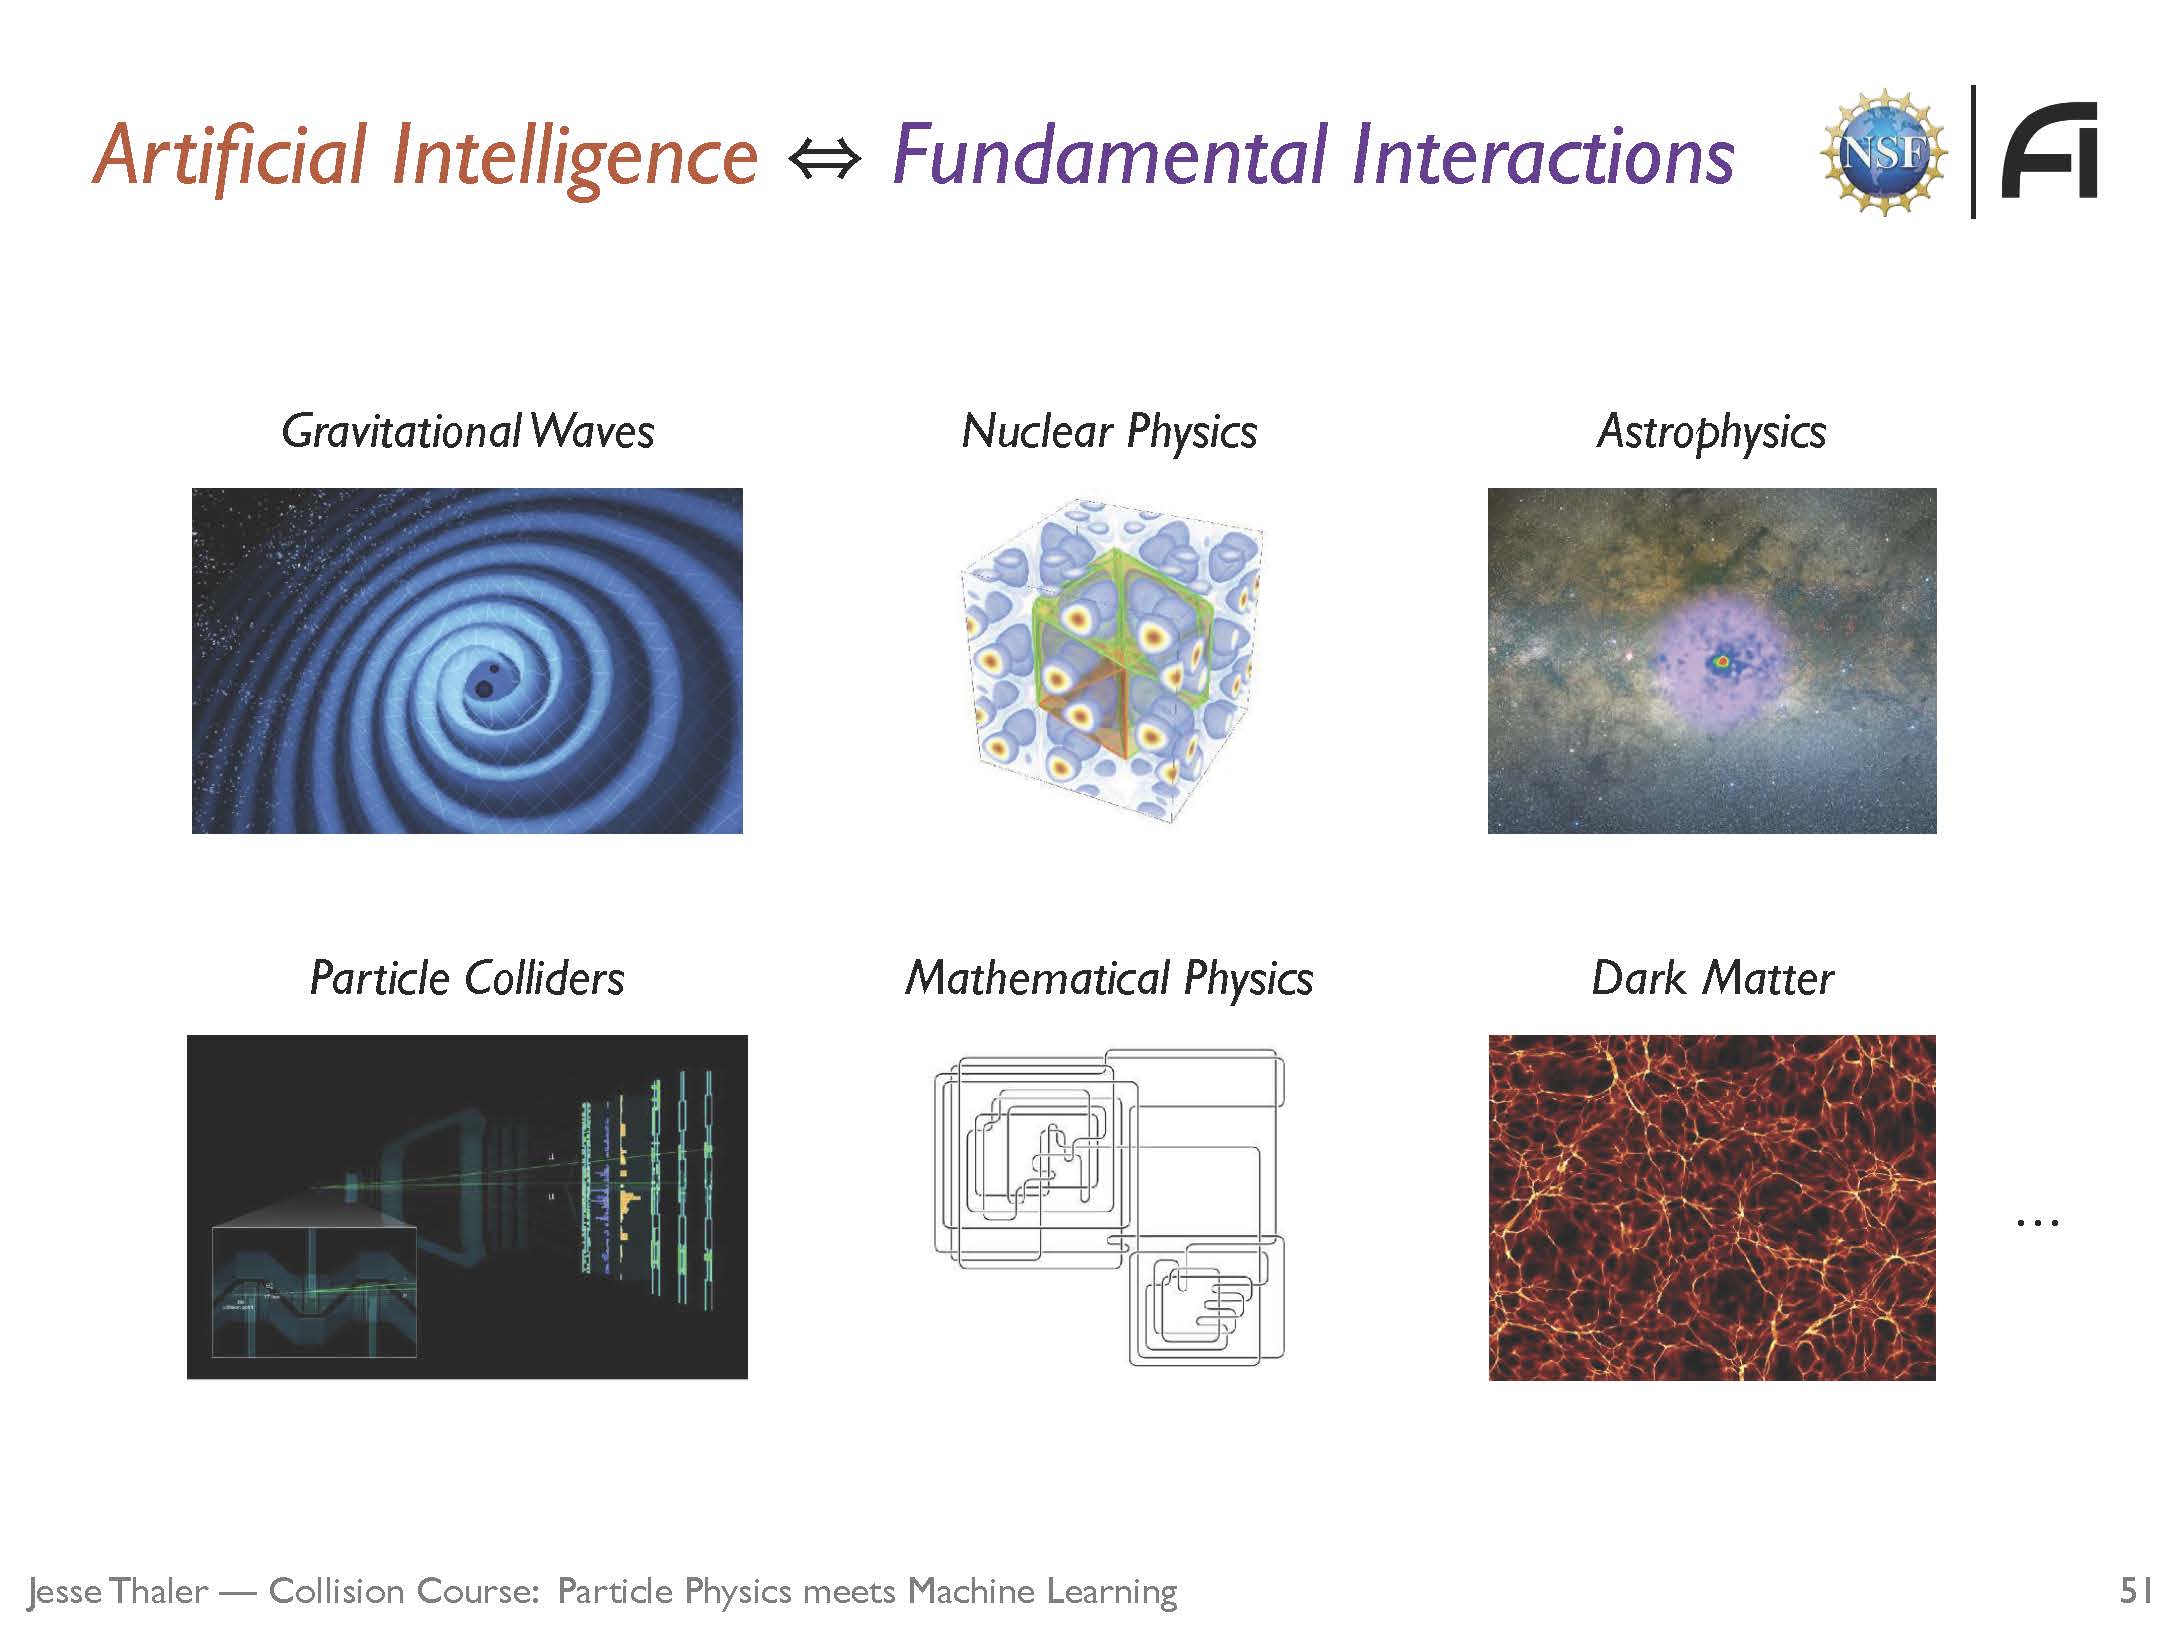 Artificial Intelligence ⇔ Fundamental Interactions
NSF
Gravitational Waves
Nuclear Physics
Astrophysics
Particle Colliders
Mathematical Physics
Dark Matter
...
Jesse Thaler — Collision Course: Particle Physics meets Machine Learning
51